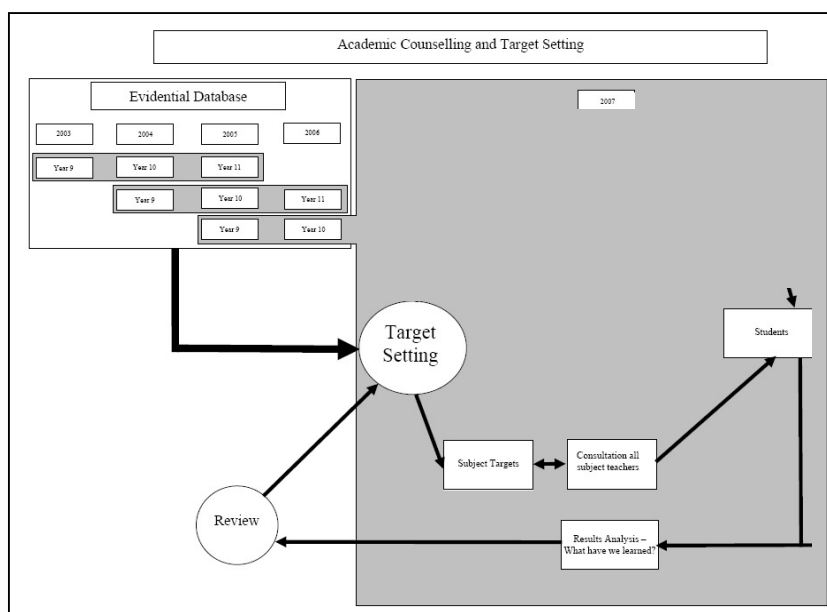 Academic Counselling and Target Setting
Evidential Database
2007
2003
2004
2005
2006
Year 9
Year 10
Year 11
Year 9
Year 10
Year 11
Year 9
Year 10
Target
Setting
Students
Subject Targets
Consultation all
subject teachers
Review
Results Analysis –
What have we learned?